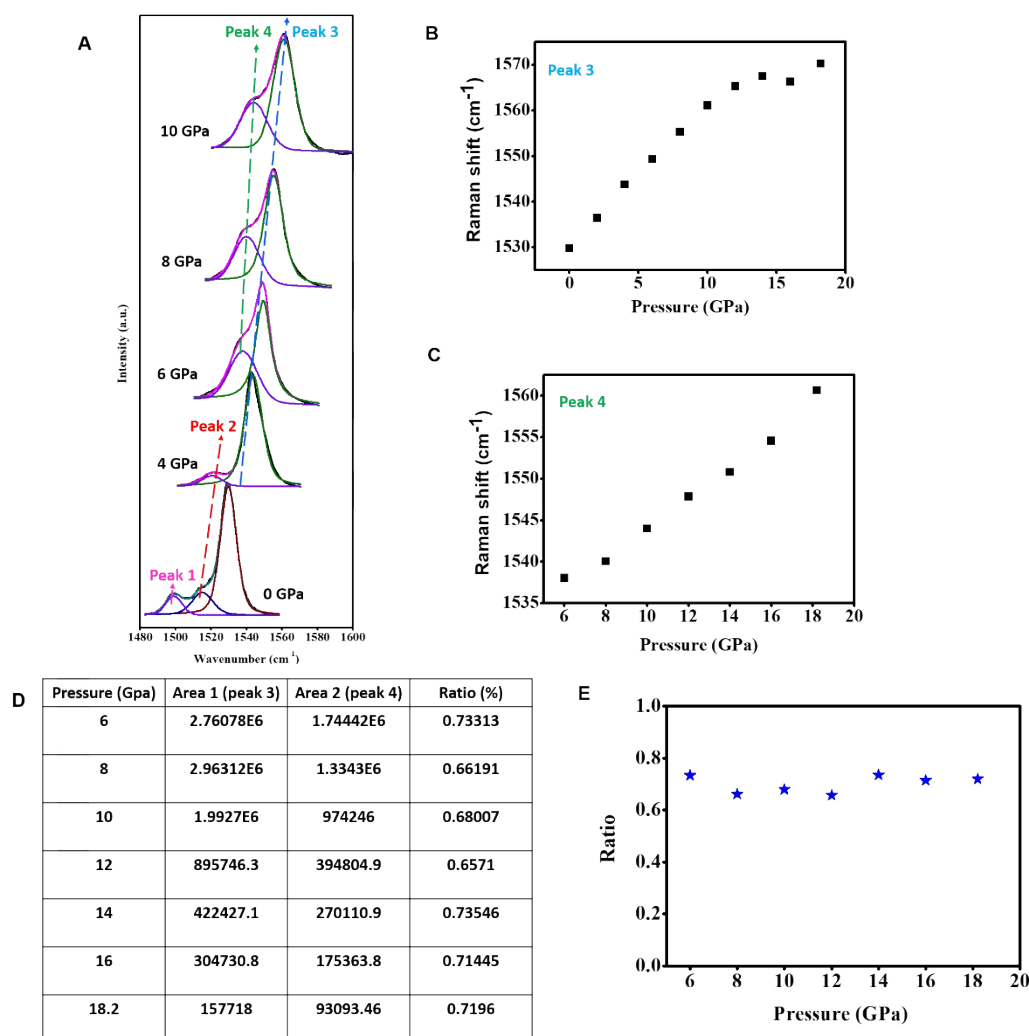 A
Peak 4
Peak 3
10 GPa
8 GPa
6 GPa
Peak 2
4 GPa
Peak 1
0 GPa
Intensity (a.u.)
1480 1500 1520 1540 1560 1580 1600
Wavenumber (cm⁻¹)
B
Peak 3
Raman shift (cm⁻¹)
1570
1560
1550
1540
1530
0 5 10 15 20
Pressure (GPa)
C
Peak 4
Raman shift (cm⁻¹)
1560
1555
1550
1545
1540
1535
6 8 10 12 14 16 18 20
Pressure (GPa)
D
Pressure (Gpa) Area 1 (peak 3) Area 2 (peak 4) Ratio (%)
6 2.76078E6 1.74442E6 0.73313
8 2.96312E6 1.3343E6 0.66191
10 1.9927E6 974246 0.68007
12 895746.3 394804.9 0.6571
14 422427.1 270110.9 0.73546
16 304730.8 175363.8 0.71445
18.2 157718 93093.46 0.7196
E
Ratio
1.0
0.8
0.6
0.4
0.2
0.0
6 8 10 12 14 16 18 20
Pressure (GPa)